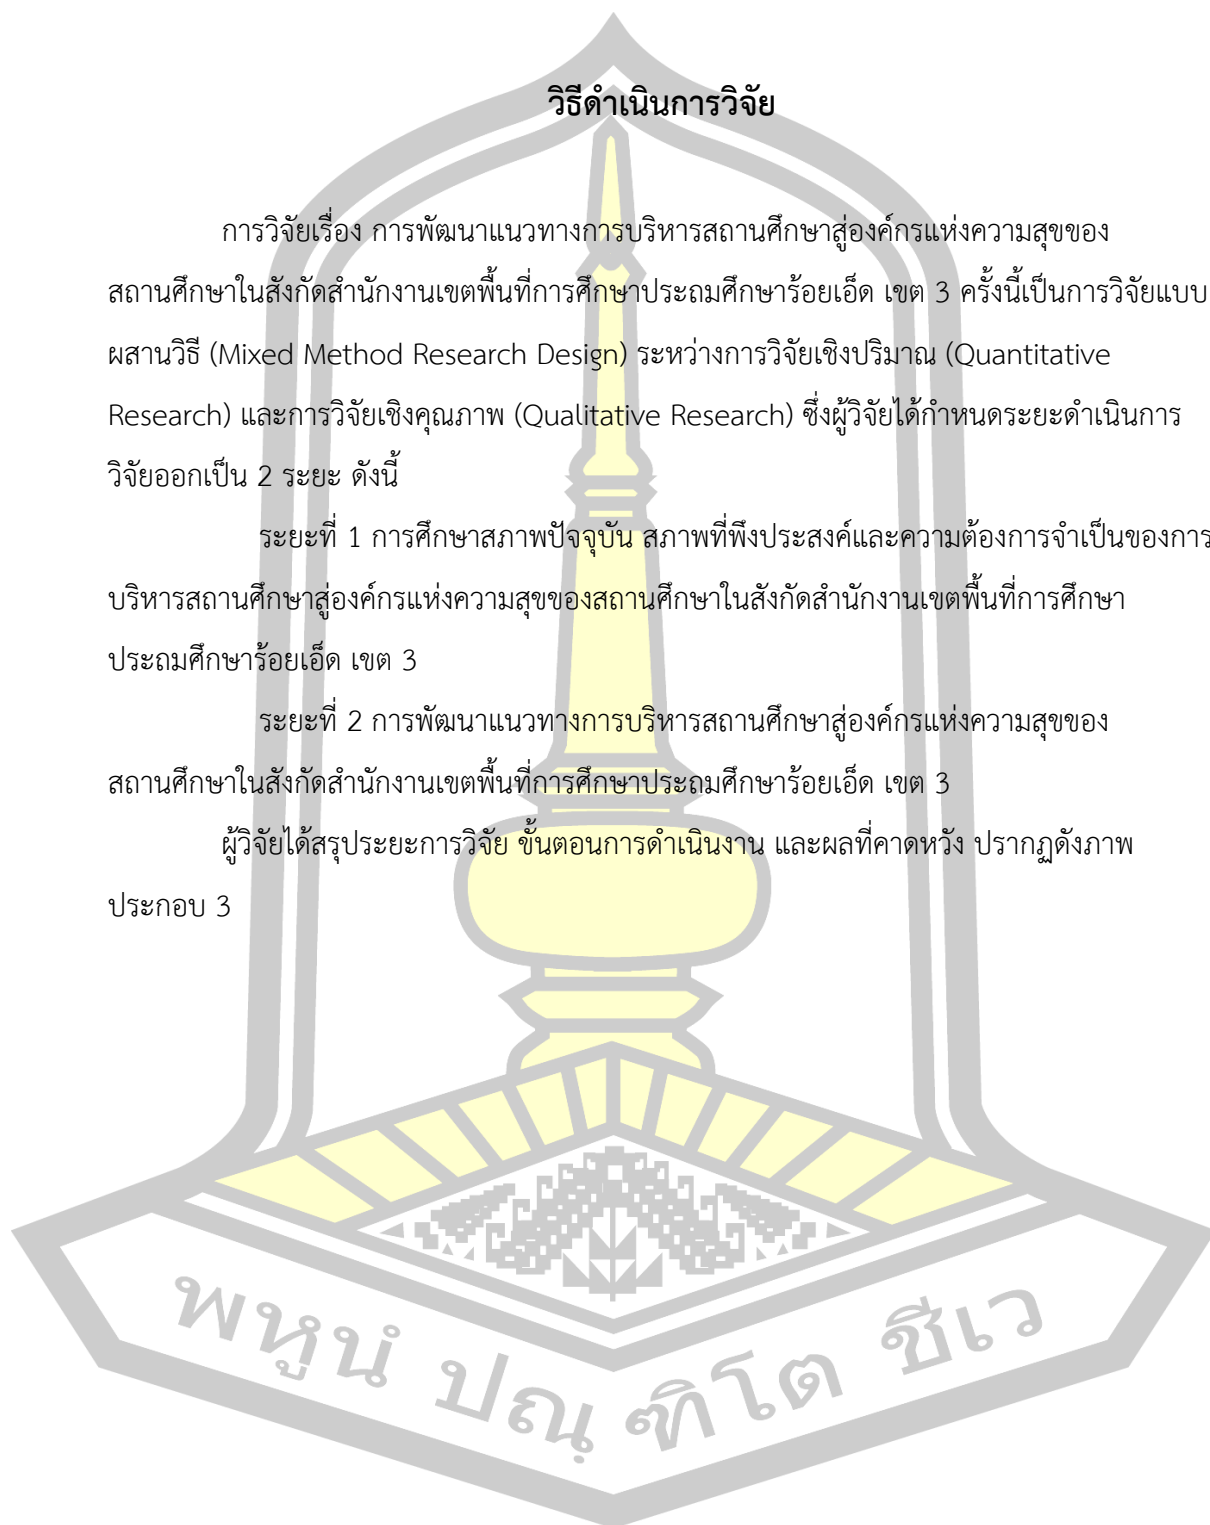 วิธีดำเนินการวิจัย
การวิจัยเรื่อง การพัฒนาแนวทางการบริหารสถานศึกษาสู่องค์กรแห่งความสุขของ
สถานศึกษาในสังกัดสำนักงานเขตพื้นที่การศึกษาประถมศึกษาร้อยเอ็ด เขต 3 ครั้งนี้เป็นการวิจัยแบบ
ผสานวิธี (Mixed Method Research Design) ระหว่างการวิจัยเชิงปริมาณ (Quantitative
Research) และการวิจัยเชิงคุณภาพ (Qualitative Research) ซึ่งผู้วิจัยได้กำหนดระยะดำเนินการ
วิจัยออกเป็น 2 ระยะ ดังนี้
ระยะที่ 1 การศึกษาสภาพปัจจุบัน สภาพที่พึงประสงค์และความต้องการจำเป็นของการ
บริหารสถานศึกษาสู่องค์กรแห่งความสุขของสถานศึกษาในสังกัดสำนักงานเขตพื้นที่การศึกษา
ประถมศึกษาร้อยเอ็ด เขต 3
ระยะที่ 2 การพัฒนาแนวทางการบริหารสถานศึกษาสู่องค์กรแห่งความสุขของ
สถานศึกษาในสังกัดสำนักงานเขตพื้นที่การศึกษาประถมศึกษาร้อยเอ็ด เขต 3
ผู้วิจัยได้สรุประยะการวิจัย ขั้นตอนการดำเนินงาน และผลที่คาดหวัง ปรากฏดังภาพ
ประกอบ 3
พหูนํ ปณฺ ฑิโต ชีเว